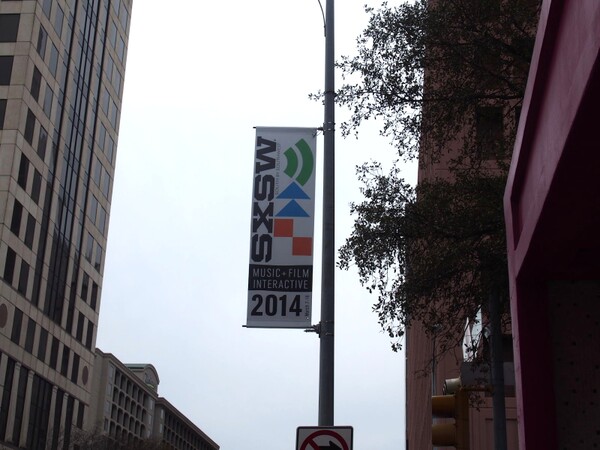 SXSW
MUSIC + FILM
INTERACTIVE
2014